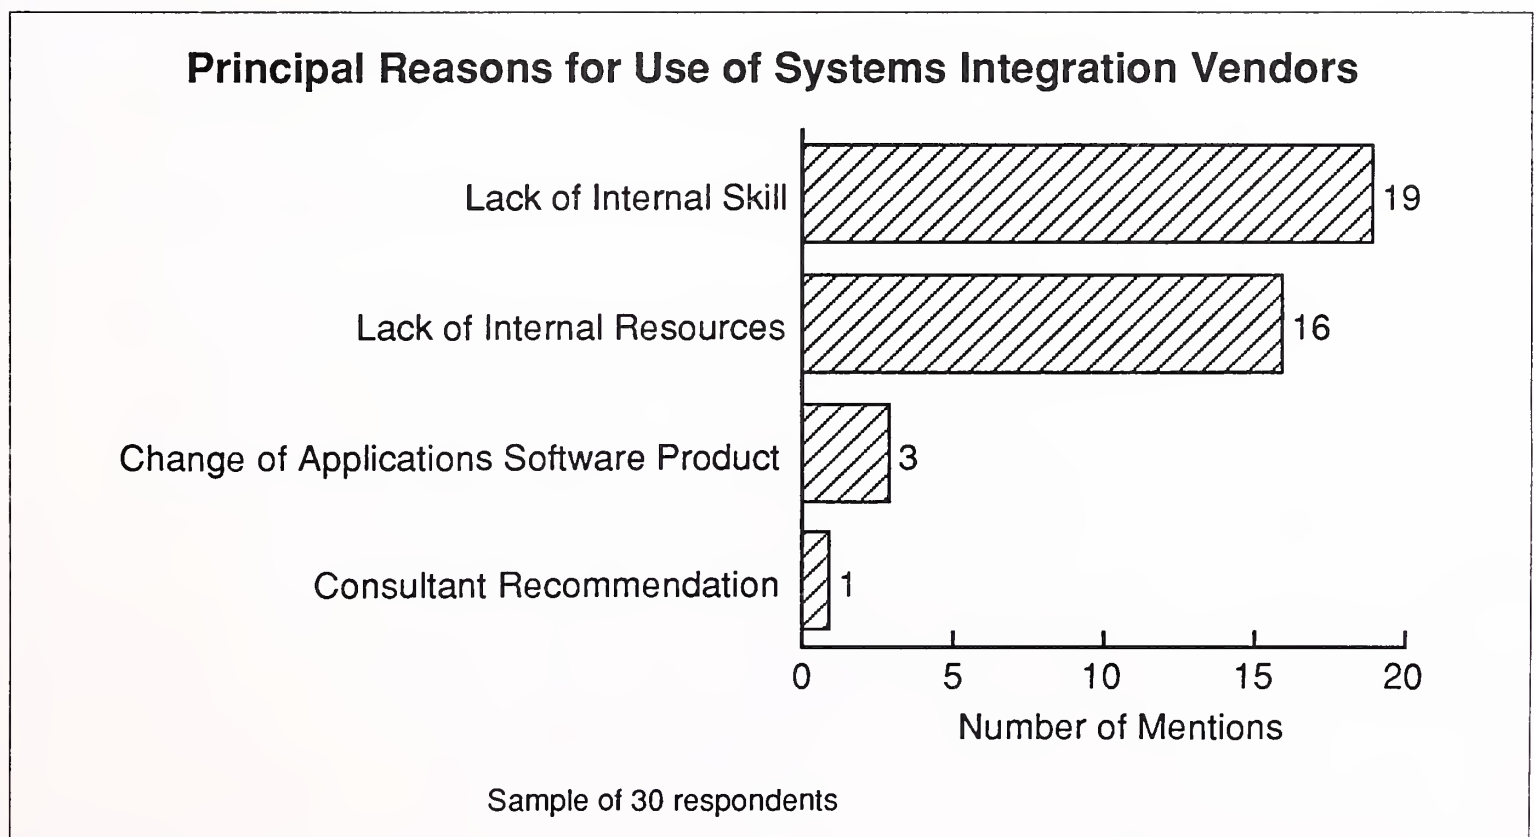 Principal Reasons for Use of Systems Integration Vendors
Lack of Internal Skill 19
Lack of Internal Resources 16
Change of Applications Software Product 3
Consultant Recommendation 1
0 5 10 15 20
Number of Mentions
Sample of 30 respondents